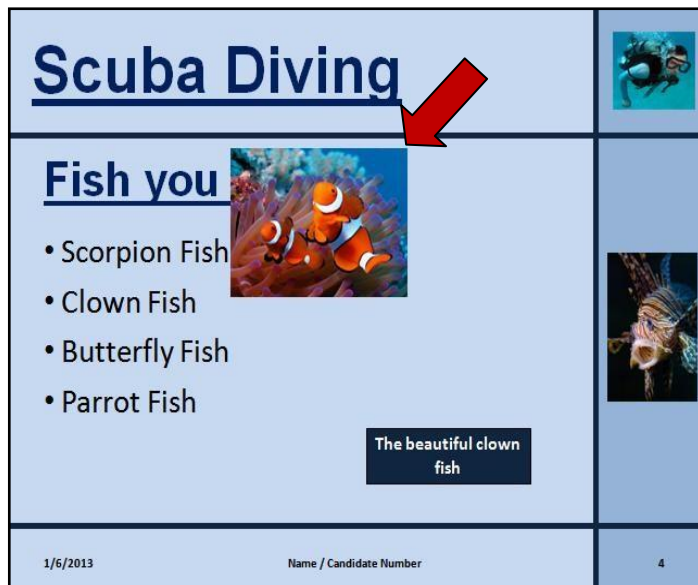 Scuba Diving
Fish you
• Scorpion Fish
• Clown Fish
• Butterfly Fish
• Parrot Fish
The beautiful clown
fish
1/6/2013 Name / Candidate Number 4